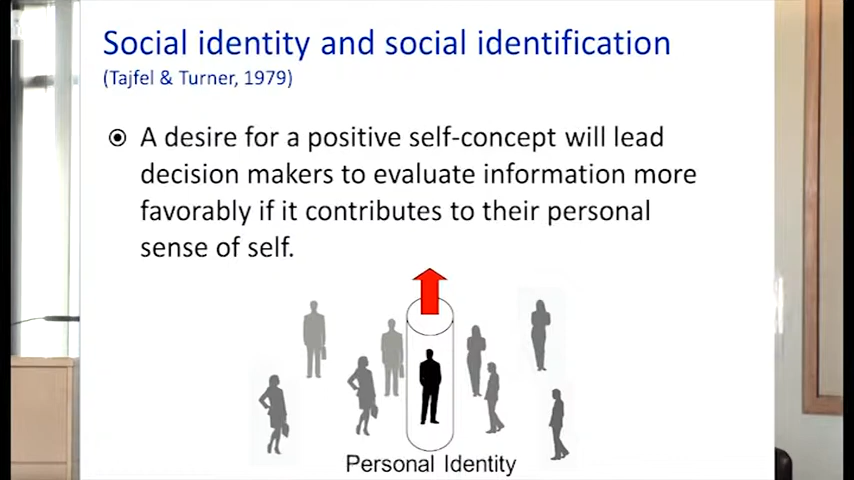 Social identity and social identification
(Tajfel & Turner, 1979)
A desire for a positive self-concept will lead
decision makers to evaluate information more
favorably if it contributes to their personal
sense of self.
Personal Identity